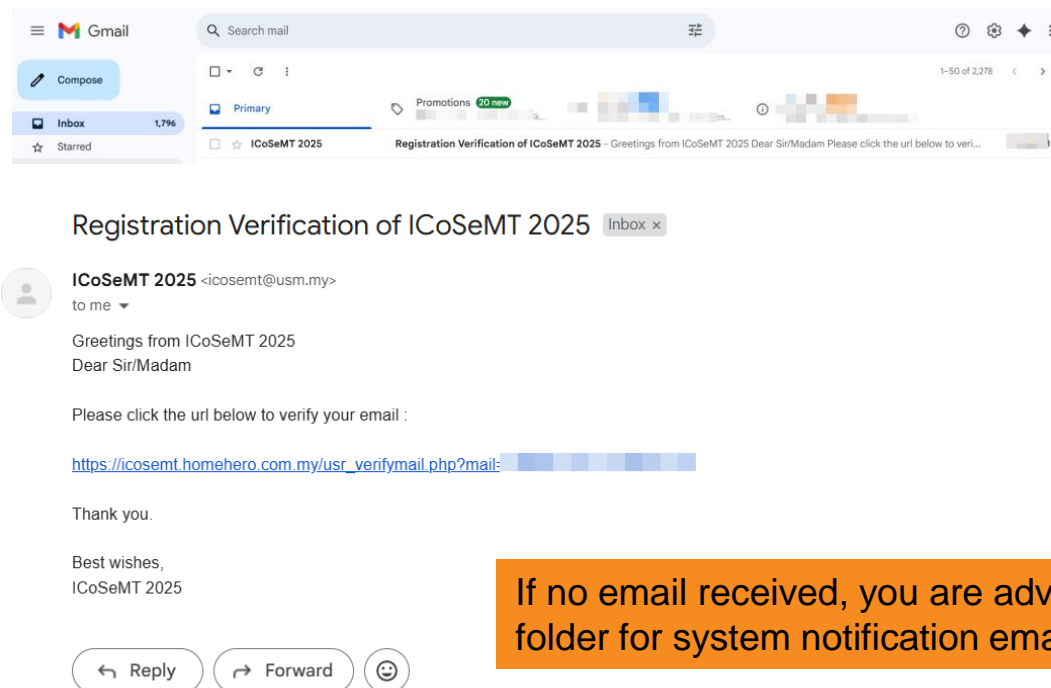 Gmail
Search mail
Compose
1-50 of 2,278
Primary
Promotions 20 new
Inbox 1,796
Starred
ICoSeMT 2025 Registration Verification of ICoSeMT 2025 - Greetings from ICoSeMT 2025 Dear Sir/Madam Please click the url below to veri...
Registration Verification of ICoSeMT 2025 Inbox ×
ICoSeMT 2025 <icosemt@usm.my>
to me
Greetings from ICoSeMT 2025
Dear Sir/Madam
Please click the url below to verify your email :
https://icosemt.homehero.com.my/usr_verifymail.php?mail=
Thank you.
Best wishes,
ICoSeMT 2025
If no email received, you are adv
folder for system notification ema
Reply Forward